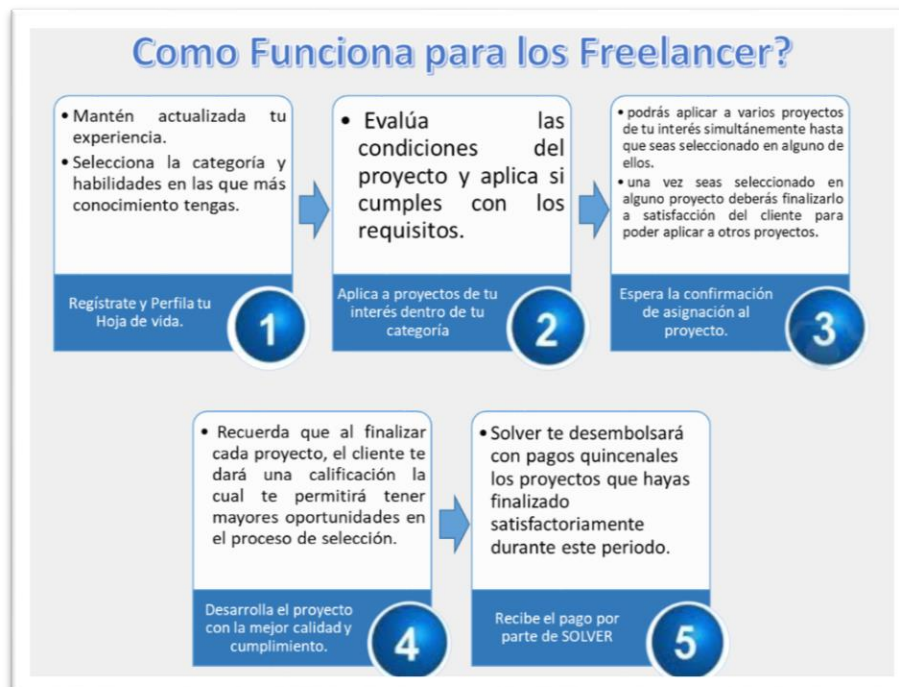 Como Funciona para los Freelancer?
• Mantén actualizada tu
experiencia.
• Selecciona la categoría y
habilidades en las que más
conocimiento tengas.
Regístrate y Perfila tu
Hoja de vida.
1
• Evalúa las
condiciones del
proyecto y aplica si
cumples con los
requisitos.
Aplica a proyectos de tu
interés dentro de tu
categoría
2
• podrás aplicar a varios proyectos
de tu interés simultánemente hasta
que seas seleccionado en alguno de
ellos.
• una vez seas seleccionado en
alguno proyecto deberás finalizarlo
a satisfacción del cliente para
poder aplicar a otros proyectos.
Espera la confirmación
de asignación al
proyecto.
3
• Recuerda que al finalizar
cada proyecto, el cliente te
dará una calificación la
cual te permitirá tener
mayores oportunidades en
el proceso de selección.
Desarrolla el proyecto
con la mejor calidad y
cumplimiento.
4
• Solver te desembolsará
con pagos quincenales
los proyectos que hayas
finalizado
satisfactoriamente
durante este periodo.
Recibe el pago por
parte de SOLVER
5